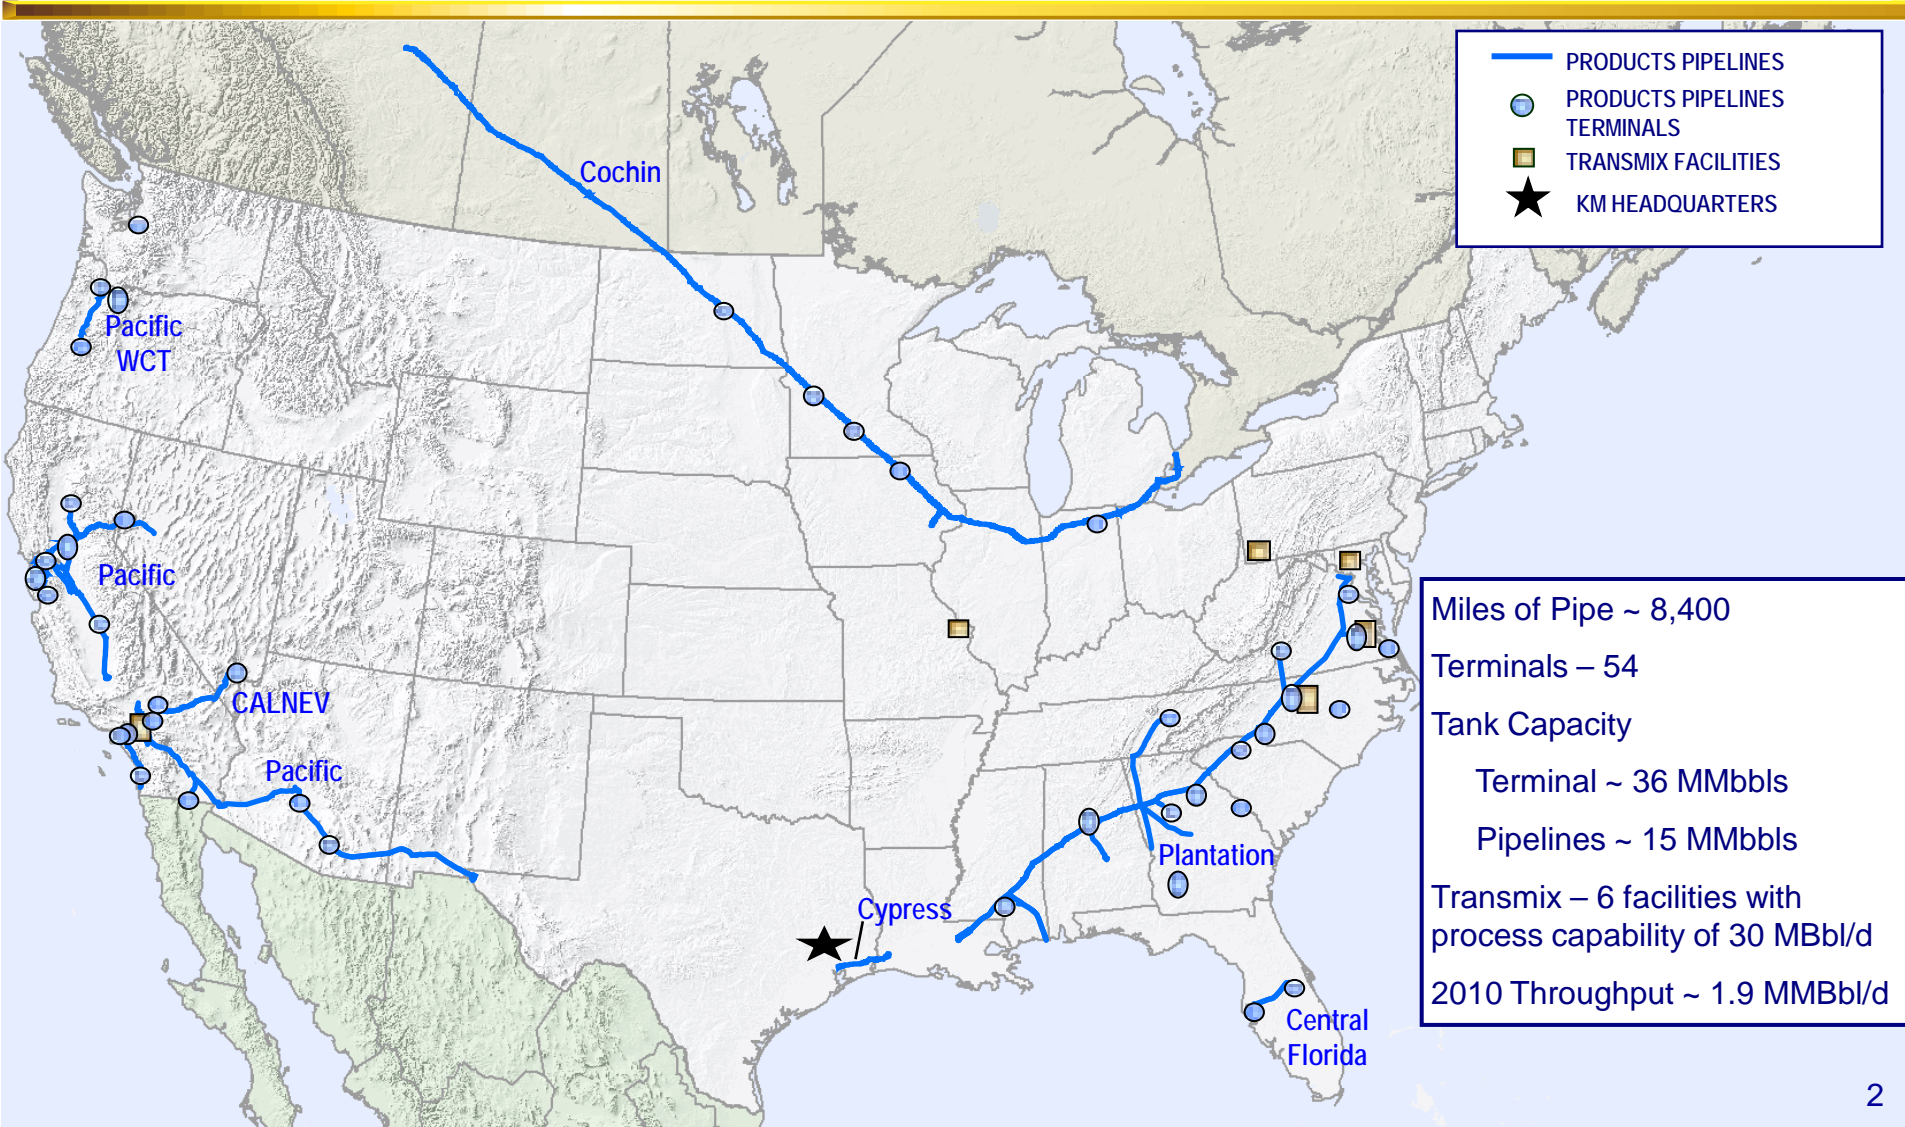 PRODUCTS PIPELINES
PRODUCTS PIPELINES
TERMINALS
TRANSMIX FACILITIES
KM HEADQUARTERS
Cochin
Pacific
WCT
Pacific
CALNEV
Pacific
Cypress
Plantation
Central
Florida
Miles of Pipe ~ 8,400
Terminals – 54
Tank Capacity
Terminal ~ 36 MMbbls
Pipelines ~ 15 MMbbls
Transmix – 6 facilities with
process capability of 30 MBbl/d
2010 Throughput ~ 1.9 MMBbl/d
2